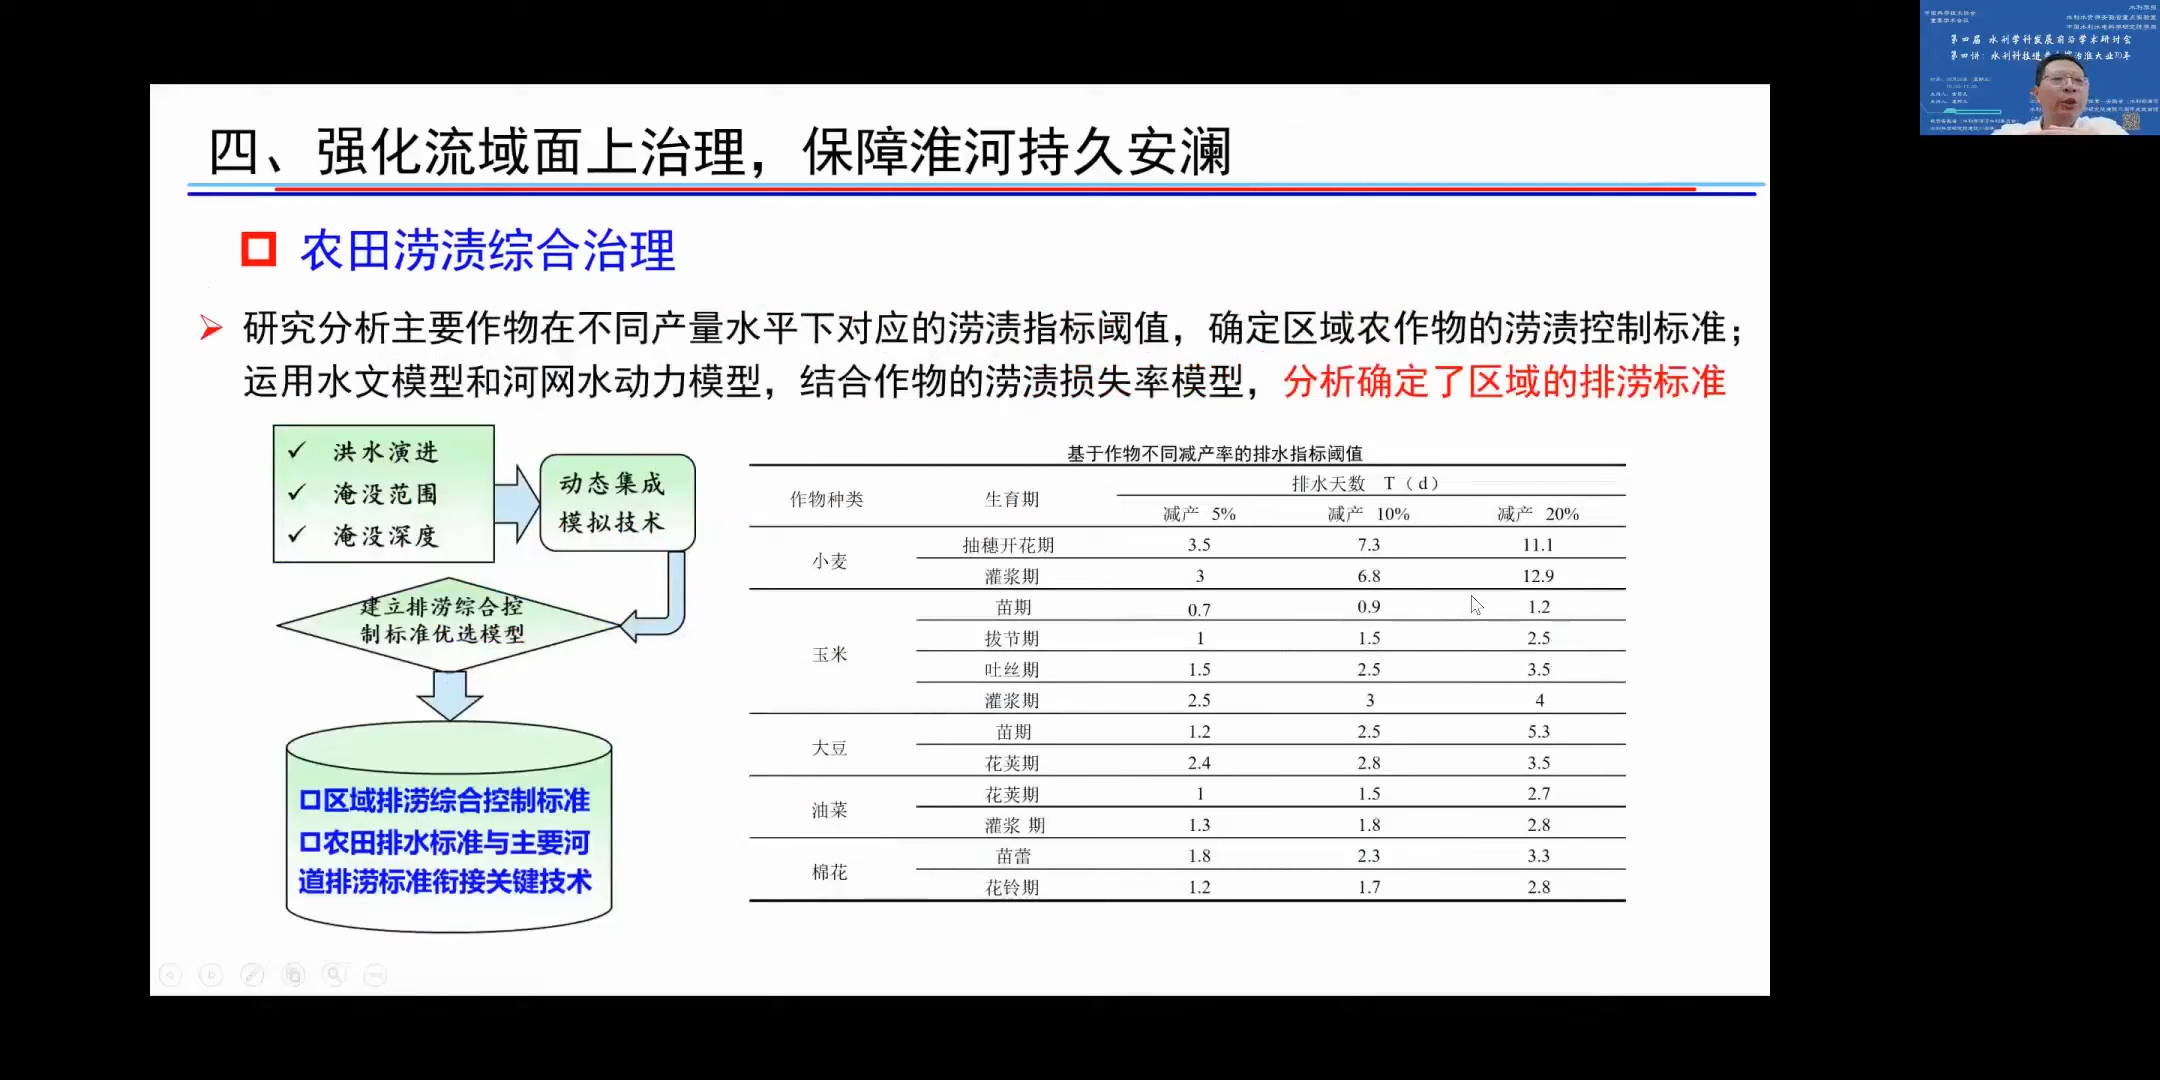 第四届 水利学科发展前沿学术研讨会
四、强化流域面上治理，保障淮河持久安澜
农田涝渍综合治理
研究分析主要作物在不同产量水平下对应的涝渍指标阈值，确定区域农作物的涝渍控制标准；
运用水文模型和河网水动力模型，结合作物的涝渍损失率模型，分析确定了区域的排涝标准
✓ 洪水演进
✓ 淹没范围
✓ 淹没深度
动态集成
模拟技术
建立排涝综合控
制标准优选模型
区域排涝综合控制标准
农田排水标准与主要河
道排涝标准衔接关键技术
基于作物不同减产率的排水指标阈值
作物种类 生育期 排水天数 T（d）
减产 5% 减产 10% 减产 20%
小麦 抽穗开花期 3.5 7.3 11.1
灌浆期 3 6.8 12.9
玉米 苗期 0.7 0.9 1.2
拔节期 1 1.5 2.5
吐丝期 1.5 2.5 3.5
灌浆期 2.5 3 4
大豆 苗期 1.2 2.5 5.3
花荚期 2.4 2.8 3.5
油菜 花荚期 1 1.5 2.7
灌浆 期 1.3 1.8 2.8
棉花 苗蕾 1.8 2.3 3.3
花铃期 1.2 1.7 2.8